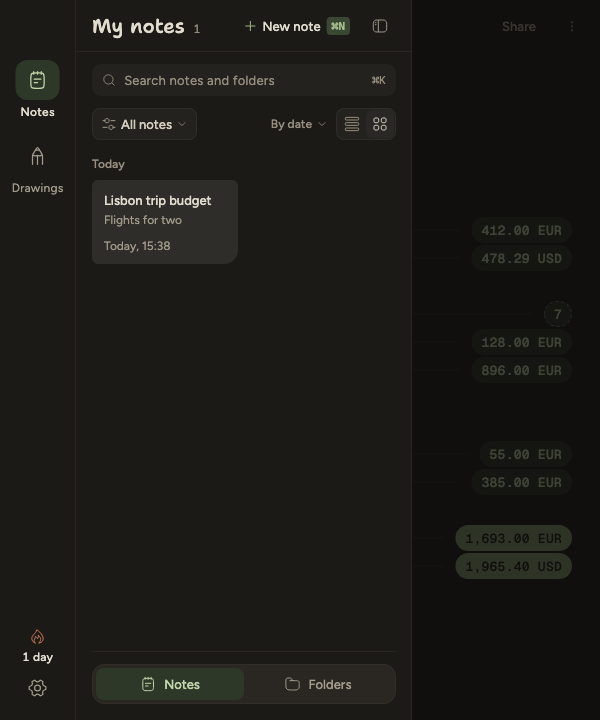 My notes 1
New note ⌘N
Share
Search notes and folders ⌘K
Notes
All notes
By date
Drawings
Today
Lisbon trip budget
Flights for two
Today, 15:38
412.00 EUR
478.29 USD
7
128.00 EUR
896.00 EUR
55.00 EUR
385.00 EUR
1,693.00 EUR
1,965.40 USD
1 day
Notes
Folders